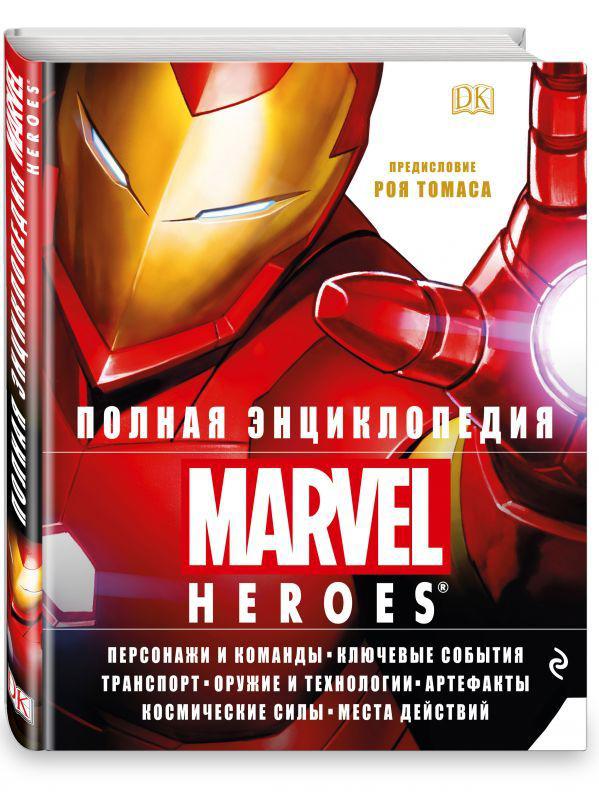 DK
ПРЕДИСЛОВИЕ
РОЯ ТОМАСА
ПОЛНАЯ ЭНЦИКЛОПЕДИЯ
MARVEL
HEROES®
ПЕРСОНАЖИ И КОМАНДЫ▪КЛЮЧЕВЫЕ СОБЫТИЯ
ТРАНСПОРТ▪ОРУЖИЕ И ТЕХНОЛОГИИ▪АРТЕФАКТЫ
КОСМИЧЕСКИЕ СИЛЫ▪МЕСТА ДЕЙСТВИЙ
ПОЛНАЯ ЭНЦИКЛОПЕДИЯ MARVEL
HEROES®
DK